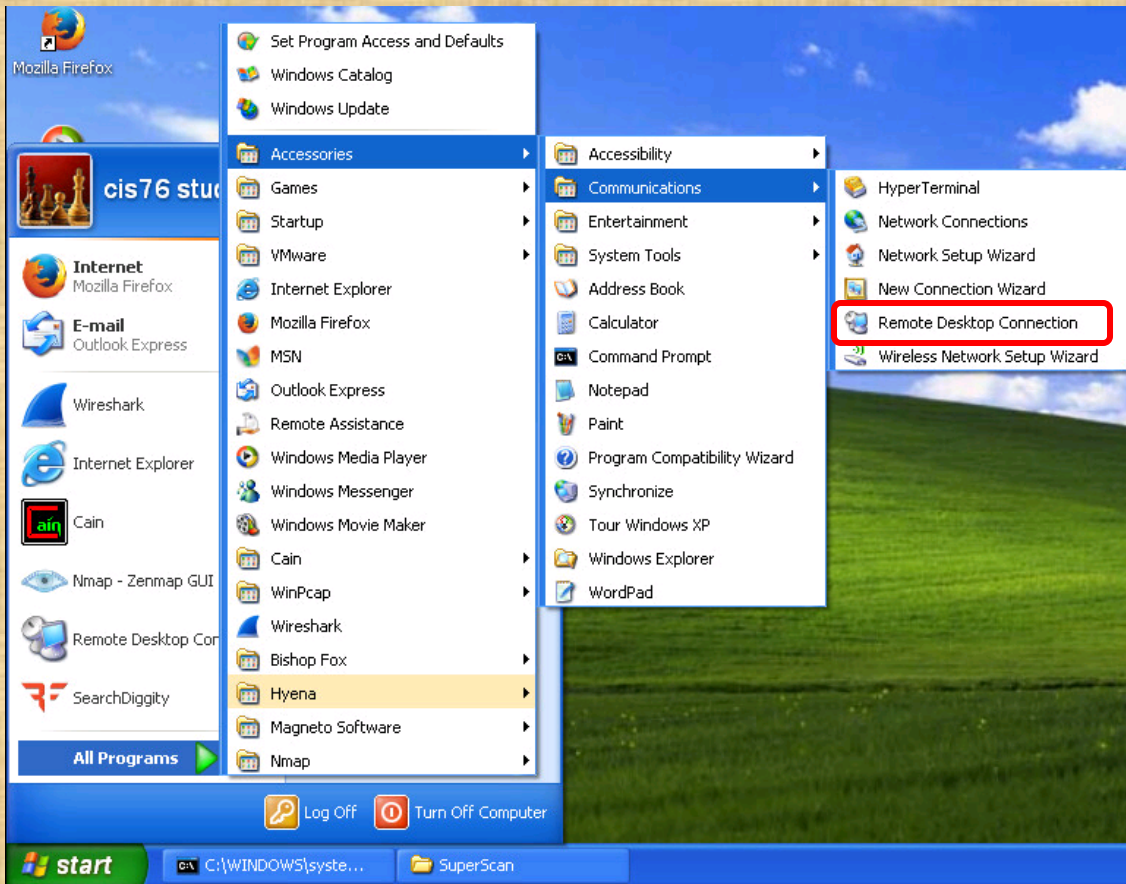 Mozilla Firefox
cis76 stu
Internet
Mozilla Firefox
E-mail
Outlook Express
Wireshark
Internet Explorer
Cain
Nmap - Zenmap GUI
Remote Desktop Con
SearchDiggity
All Programs
Set Program Access and Defaults
Windows Catalog
Windows Update
Accessories
Games
Startup
VMware
Internet Explorer
Mozilla Firefox
MSN
Outlook Express
Remote Assistance
Windows Media Player
Windows Messenger
Windows Movie Maker
Cain
WinPcap
Wireshark
Bishop Fox
Hyena
Magneto Software
Nmap
Accessibility
Communications
Entertainment
System Tools
Address Book
Calculator
Command Prompt
Notepad
Paint
Program Compatibility Wizard
Synchronize
Tour Windows XP
Windows Explorer
WordPad
HyperTerminal
Network Connections
Network Setup Wizard
New Connection Wizard
Remote Desktop Connection
Wireless Network Setup Wizard
Log Off
Turn Off Computer
start
C:\WINDOWS\syste...
SuperScan